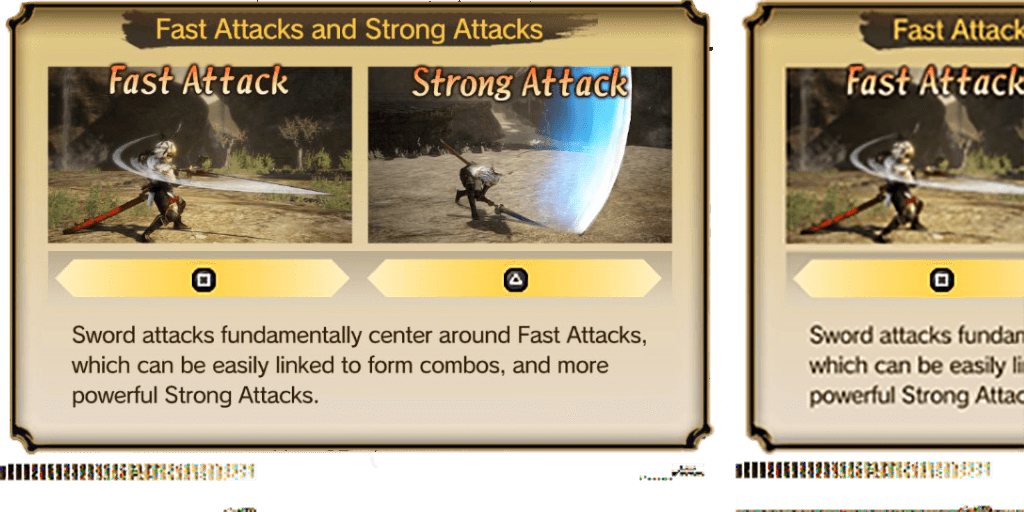 Fast Attacks and Strong Attacks
Fast Attack
Strong Attack
Sword attacks fundamentally center around Fast Attacks,
which can be easily linked to form combos, and more
powerful Strong Attacks.
Fast Attack
Fast Attack
Sword attacks fundam
which can be easily li
powerful Strong Attac